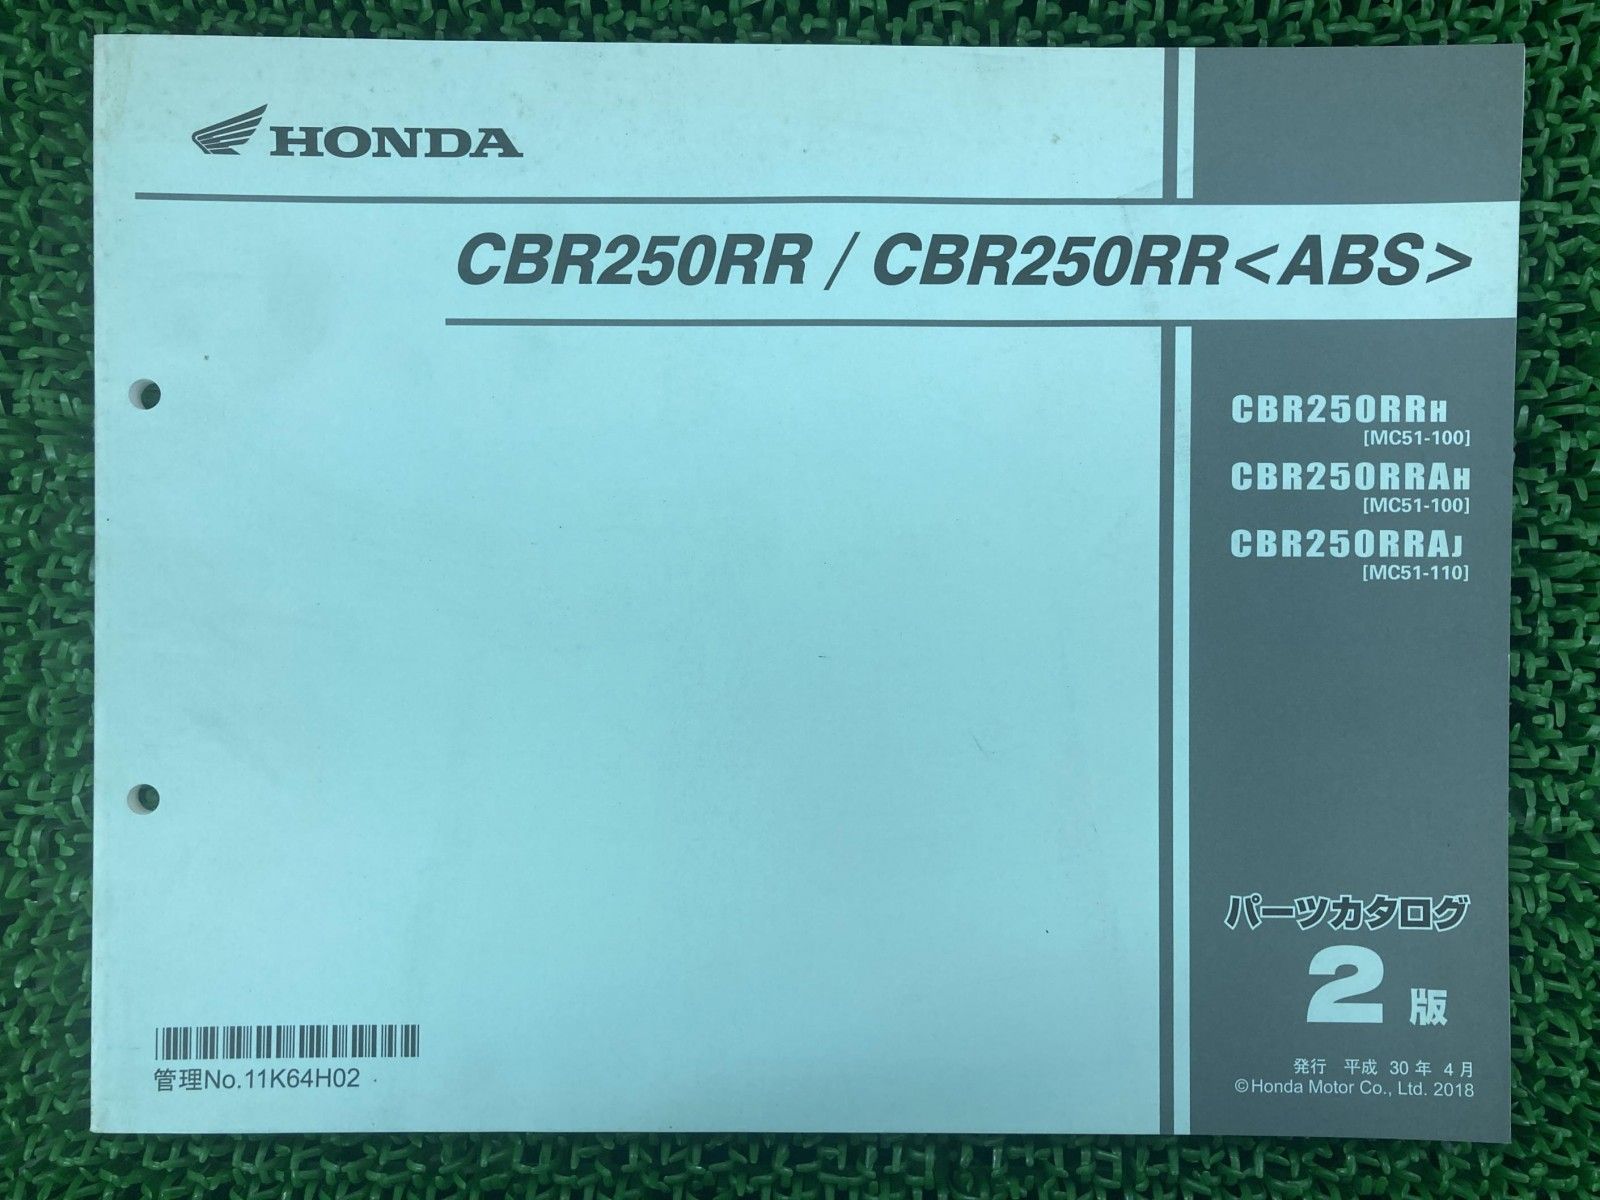 HONDA
CBR250RR / CBR250RR<ABS>
CBR250RRH
[MC51-100]
CBR250RRAH
[MC51-100]
CBR250RRAJ
[MC51-110]
パーツカタログ
2版
発行 平成 30年 4月
©Honda Motor Co., Ltd. 2018
管理No.11K64H02